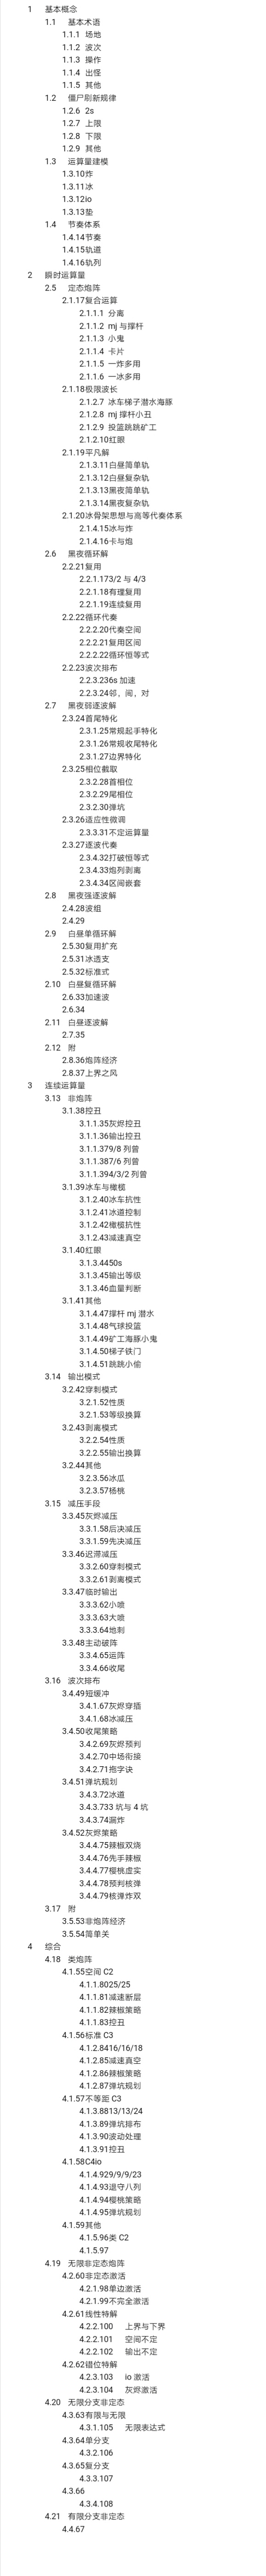 1 基本概念
1.1 基本术语
1.1.1 场地
1.1.2 波次
1.1.3 操作
1.1.4 出怪
1.1.5 其他
1.2 僵尸刷新规律
1.2.6 2s
1.2.7 上限
1.2.8 下限
1.2.9 其他
1.3 运算量建模
1.3.10炸
1.3.11冰
1.3.12io
1.3.13垫
1.4 节奏体系
1.4.14节奏
1.4.15轨道
1.4.16轨列
2 瞬时运算量
2.5 定态炮阵
2.1.17复合运算
2.1.1.1 分离
2.1.1.2 mj 与撑杆
2.1.1.3 小鬼
2.1.1.4 卡片
2.1.1.5 一炸多用
2.1.1.6 一冰多用
2.1.18极限波长
2.1.2.7 冰车梯子潜水海豚
2.1.2.8 mj 撑杆小丑
2.1.2.9 投篮跳跳矿工
2.1.2.10红眼
2.1.19平凡解
2.1.3.11白昼简单轨
2.1.3.12白昼复杂轨
2.1.3.13黑夜简单轨
2.1.3.14黑夜复杂轨
2.1.20冰骨架思想与高等代奏体系
2.1.4.15冰与炸
2.1.4.16卡与炮
2.6 黑夜循环解
2.2.21复用
2.2.1.173/2 与 4/3
2.2.1.18有理复用
2.2.1.19连续复用
2.2.22循环代奏
2.2.2.20代奏空间
2.2.2.21复用区间
2.2.2.22循环恒等式
2.2.23波次排布
2.2.3.236s 加速
2.2.3.24邻，间，对
2.7 黑夜弱逐波解
2.3.24首尾特化
2.3.1.25常规起手特化
2.3.1.26常规收尾特化
2.3.1.27边界特化
2.3.25相位截取
2.3.2.28首相位
2.3.2.29尾相位
2.3.2.30弹坑
2.3.26适应性微调
2.3.3.31不定运算量
2.3.27逐波代奏
2.3.4.32打破恒等式
2.3.4.33炮列剥离
2.3.4.34区间嵌套
2.8 黑夜强逐波解
2.4.28波组
2.4.29
2.9 白昼单循环解
2.5.30复用扩充
2.5.31冰透支
2.5.32标准式
2.10 白昼复循环解
2.6.33加速波
2.6.34
2.11 白昼逐波解
2.7.35
2.12 附
2.8.36炮阵经济
2.8.37上界之风
3 连续运算量
3.13 非炮阵
3.1.38控丑
3.1.1.35灰烬控丑
3.1.1.36输出控丑
3.1.1.379/8 列曾
3.1.1.387/6 列曾
3.1.1.394/3/2 列曾
3.1.39冰车与橄榄
3.1.2.40冰车抗性
3.1.2.41冰道控制
3.1.2.42橄榄抗性
3.1.2.43减速真空
3.1.40红眼
3.1.3.4450s
3.1.3.45输出等级
3.1.3.46血量判断
3.1.41其他
3.1.4.47撑杆 mj 潜水
3.1.4.48气球投篮
3.1.4.49矿工海豚小鬼
3.1.4.50梯子铁门
3.1.4.51跳跳小偷
3.14 输出模式
3.2.42穿刺模式
3.2.1.52性质
3.2.1.53等级换算
3.2.43剥离模式
3.2.2.54性质
3.2.2.55输出换算
3.2.44其他
3.2.3.56冰瓜
3.2.3.57杨桃
3.15 减压手段
3.3.45灰烬减压
3.3.1.58后决减压
3.3.1.59先决减压
3.3.46迟滞减压
3.3.2.60穿刺模式
3.3.2.61剥离模式
3.3.47临时输出
3.3.3.62小喷
3.3.3.63大喷
3.3.3.64地刺
3.3.48主动破阵
3.3.4.65运阵
3.3.4.66收尾
3.16 波次排布
3.4.49短缓冲
3.4.1.67灰烬穿插
3.4.1.68冰减压
3.4.50收尾策略
3.4.2.69灰烬预判
3.4.2.70中场衔接
3.4.2.71拖字诀
3.4.51弹坑规划
3.4.3.72冰道
3.4.3.733 坑与 4 坑
3.4.3.74漏炸
3.4.52灰烬策略
3.4.4.75辣椒双烧
3.4.4.76先手辣椒
3.4.4.77樱桃虚实
3.4.4.78预判核弹
3.4.4.79核弹炸双
3.17 附
3.5.53非炮阵经济
3.5.54简单关
4 综合
4.18 类炮阵
4.1.55空间 C2
4.1.1.8025/25
4.1.1.81减速断层
4.1.1.82辣椒策略
4.1.1.83控丑
4.1.56标准 C3
4.1.2.8416/16/18
4.1.2.85减速真空
4.1.2.86辣椒策略
4.1.2.87弹坑规划
4.1.57不等距 C3
4.1.3.8813/13/24
4.1.3.89弹坑排布
4.1.3.90波动处理
4.1.3.91控丑
4.1.58C4io
4.1.4.929/9/9/23
4.1.4.93退守八列
4.1.4.94樱桃策略
4.1.4.95弹坑规划
4.1.59其他
4.1.5.96类 C2
4.1.5.97
4.19 无限非定态炮阵
4.2.60非定态激活
4.2.1.98单边激活
4.2.1.99不完全激活
4.2.61线性特解
4.2.2.100 上界与下界
4.2.2.101 空间不定
4.2.2.102 输出不定
4.2.62错位特解
4.2.3.103 io 激活
4.2.3.104 灰烬激活
4.20 无限分支非定态
4.3.63有限与无限
4.3.1.105 无限表达式
4.3.64单分支
4.3.2.106
4.3.65复分支
4.3.3.107
4.3.66
4.3.4.108
4.21 有限分支非定态
4.4.67